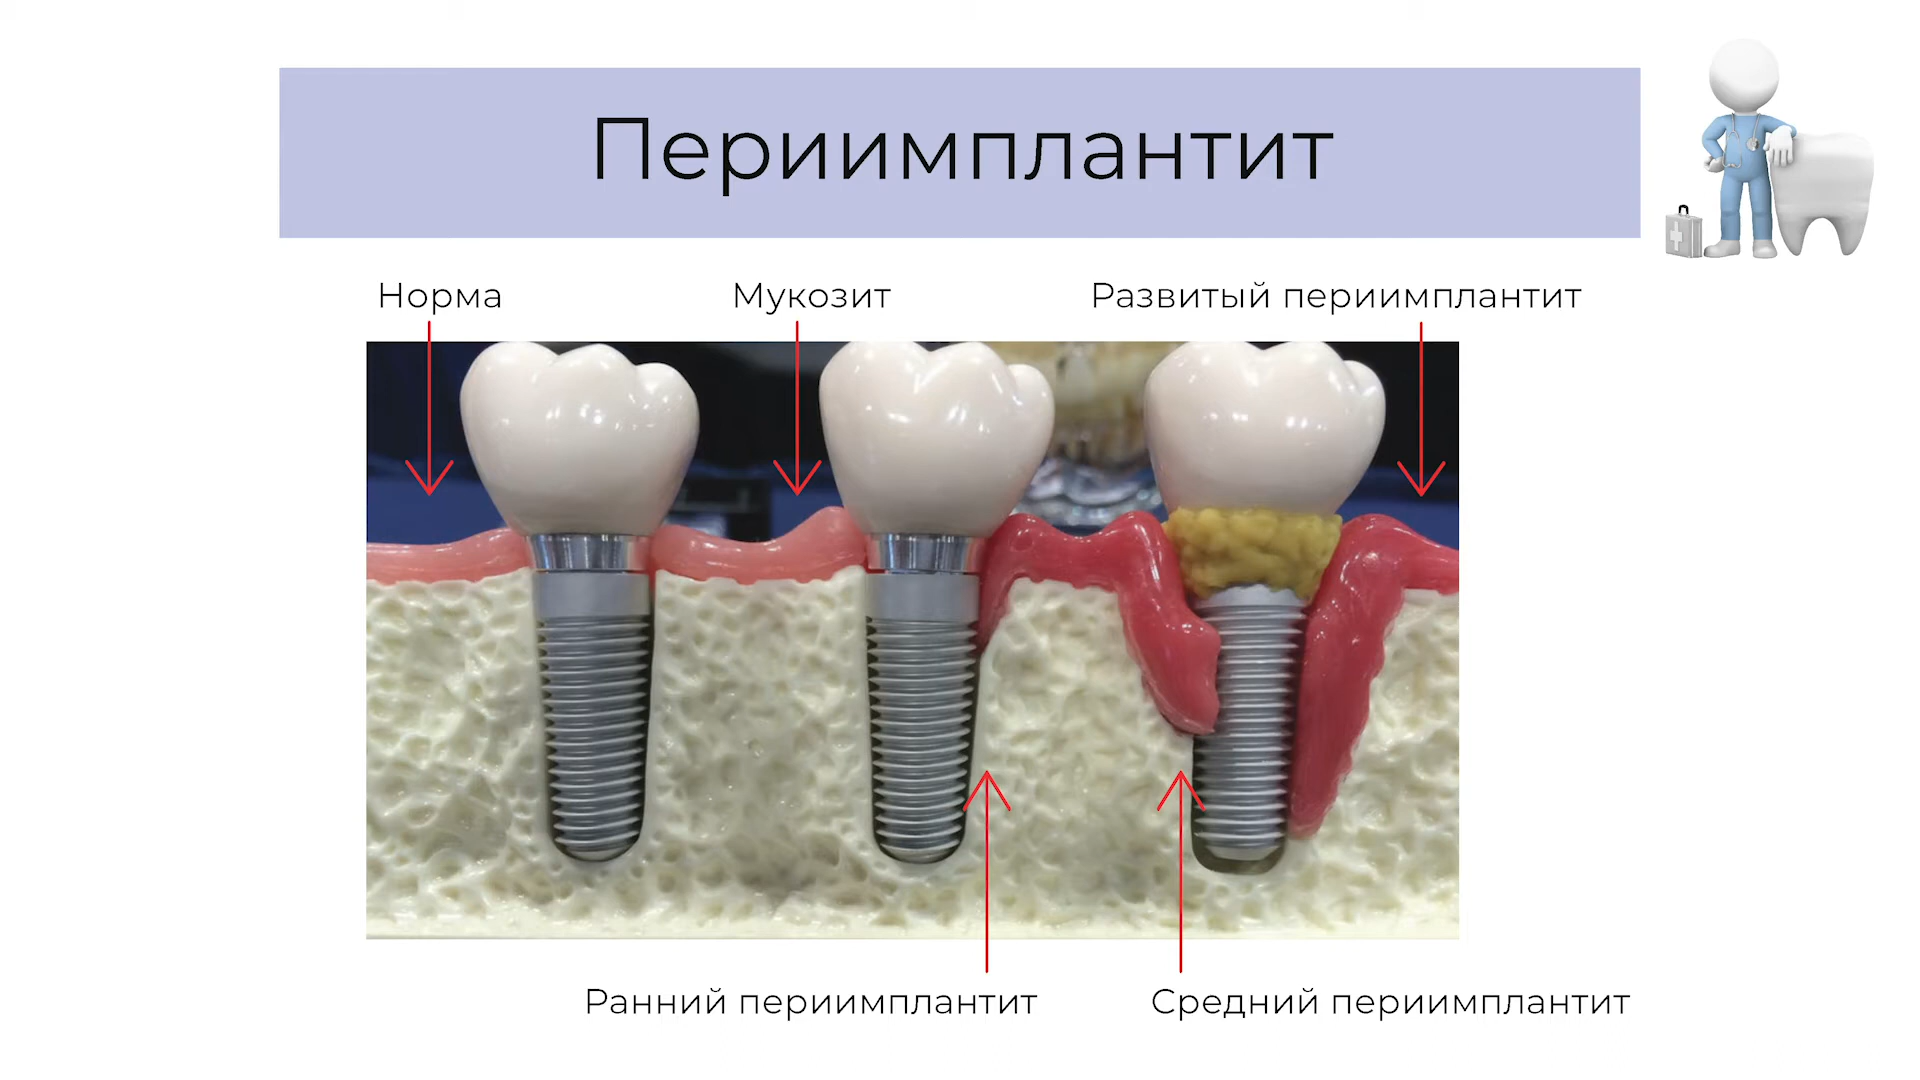 Периимплантит
Норма
Мукозит
Развитый периимплантит
Ранний периимплантит
Средний периимплантит